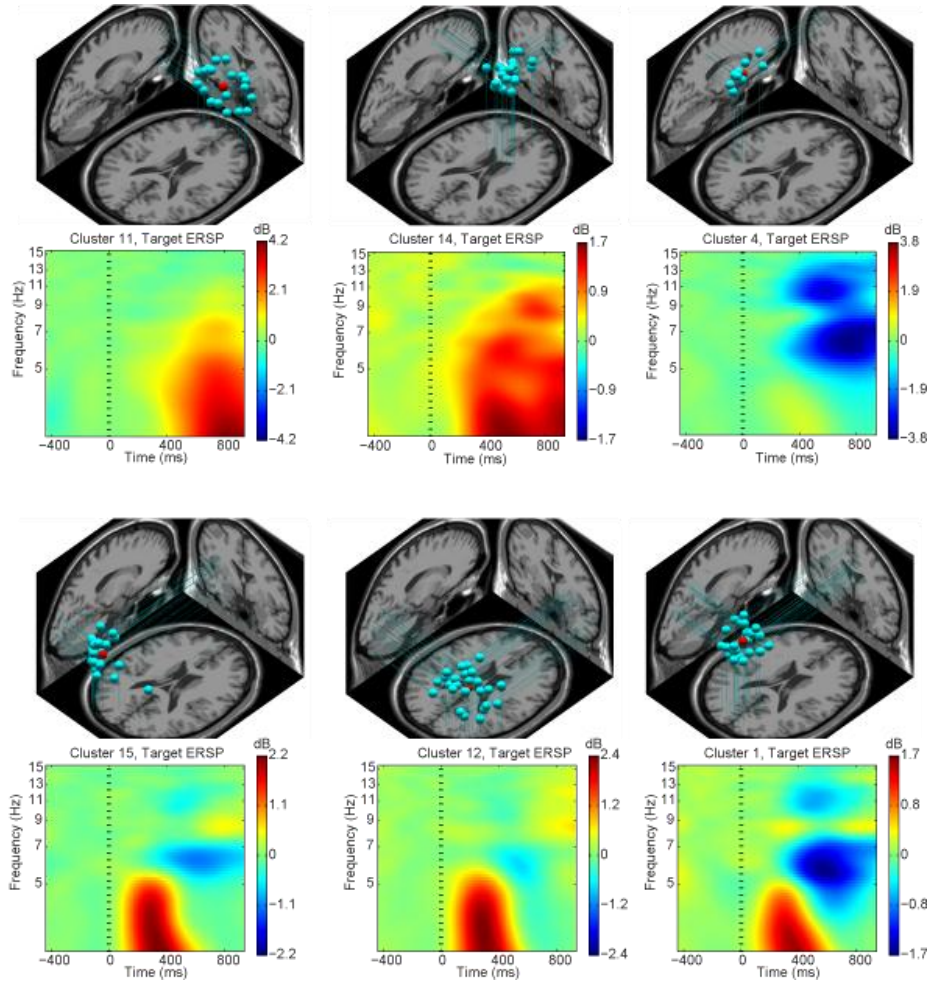 dB
Cluster 11, Target ERSP
4.2
15
13
11
2.1
9
7
0
5
−2.1
−4.2
Frequency (Hz)
−400 0 400 800
Time (ms)
dB
Cluster 14, Target ERSP
1.7
15
13
11
0.9
9
7
0
5
−0.9
−1.7
Frequency (Hz)
−400 0 400 800
Time (ms)
dB
Cluster 4, Target ERSP
3.8
15
13
11
1.9
9
7
0
5
−1.9
−3.8
Frequency (Hz)
−400 0 400 800
Time (ms)
dB
Cluster 15, Target ERSP
2.2
15
13
11
1.1
9
7
0
5
−1.1
−2.2
Frequency (Hz)
−400 0 400 800
Time (ms)
dB
Cluster 12, Target ERSP
2.4
15
13
11
1.2
9
7
0
5
−1.2
−2.4
Frequency (Hz)
−400 0 400 800
Time (ms)
dB
Cluster 1, Target ERSP
1.7
15
13
11
0.8
9
7
0
5
−0.8
−1.7
Frequency (Hz)
−400 0 400 800
Time (ms)